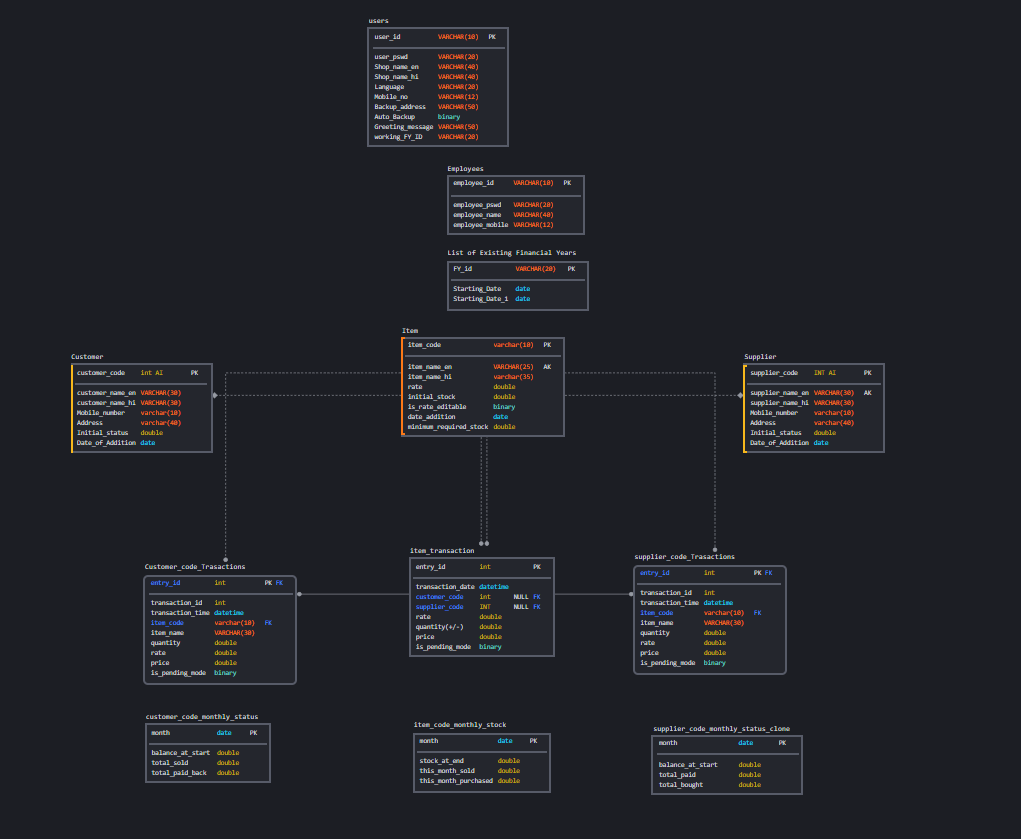 users
user_id VARCHAR(10) PK
user_pswd VARCHAR(20)
Shop_name_en VARCHAR(40)
Shop_name_hi VARCHAR(40)
Language VARCHAR(20)
Mobile_no VARCHAR(12)
Backup_address VARCHAR(50)
Auto_Backup binary
Greeting_message VARCHAR(50)
working_FY_ID VARCHAR(20)
Employees
employee_id VARCHAR(10) PK
employee_pswd VARCHAR(20)
employee_name VARCHAR(40)
employee_mobile VARCHAR(12)
List of Existing Financial Years
FY_id VARCHAR(20) PK
Starting_Date date
Starting_Date_1 date
Item
item_code varchar(10) PK
item_name_en VARCHAR(25) AK
item_name_hi varchar(35)
rate double
initial_stock double
is_rate_editable binary
date_addition date
minimum_required_stock double
Customer
customer_code int AI PK
customer_name_en VARCHAR(30)
customer_name_hi VARCHAR(30)
Mobile_number varchar(10)
Address varchar(40)
Initial_status double
Date_of_Addition date
Supplier
supplier_code INT AI PK
supplier_name_en VARCHAR(30) AK
supplier_name_hi VARCHAR(30)
Mobile_number varchar(10)
Address varchar(40)
Initial_status double
Date_of_Addition date
Customer_code_Trasactions
entry_id int PK FK
transaction_id int
transaction_time datetime
item_code varchar(10) FK
item_name VARCHAR(30)
quantity double
rate double
price double
is_pending_mode binary
item_transaction
entry_id int PK
transaction_date datetime
customer_code int NULL FK
supplier_code INT NULL FK
rate double
quantity(+/-) double
price double
is_pending_mode binary
supplier_code_Trasactions
entry_id int PK FK
transaction_id int
transaction_time datetime
item_code varchar(10) FK
item_name VARCHAR(30)
quantity double
rate double
price double
is_pending_mode binary
customer_code_monthly_status
month date PK
balance_at_start double
total_sold double
total_paid_back double
item_code_monthly_stock
month date PK
stock_at_end double
this_month_sold double
this_month_purchased double
supplier_code_monthly_status_clone
month date PK
balance_at_start double
total_paid double
total_bought double